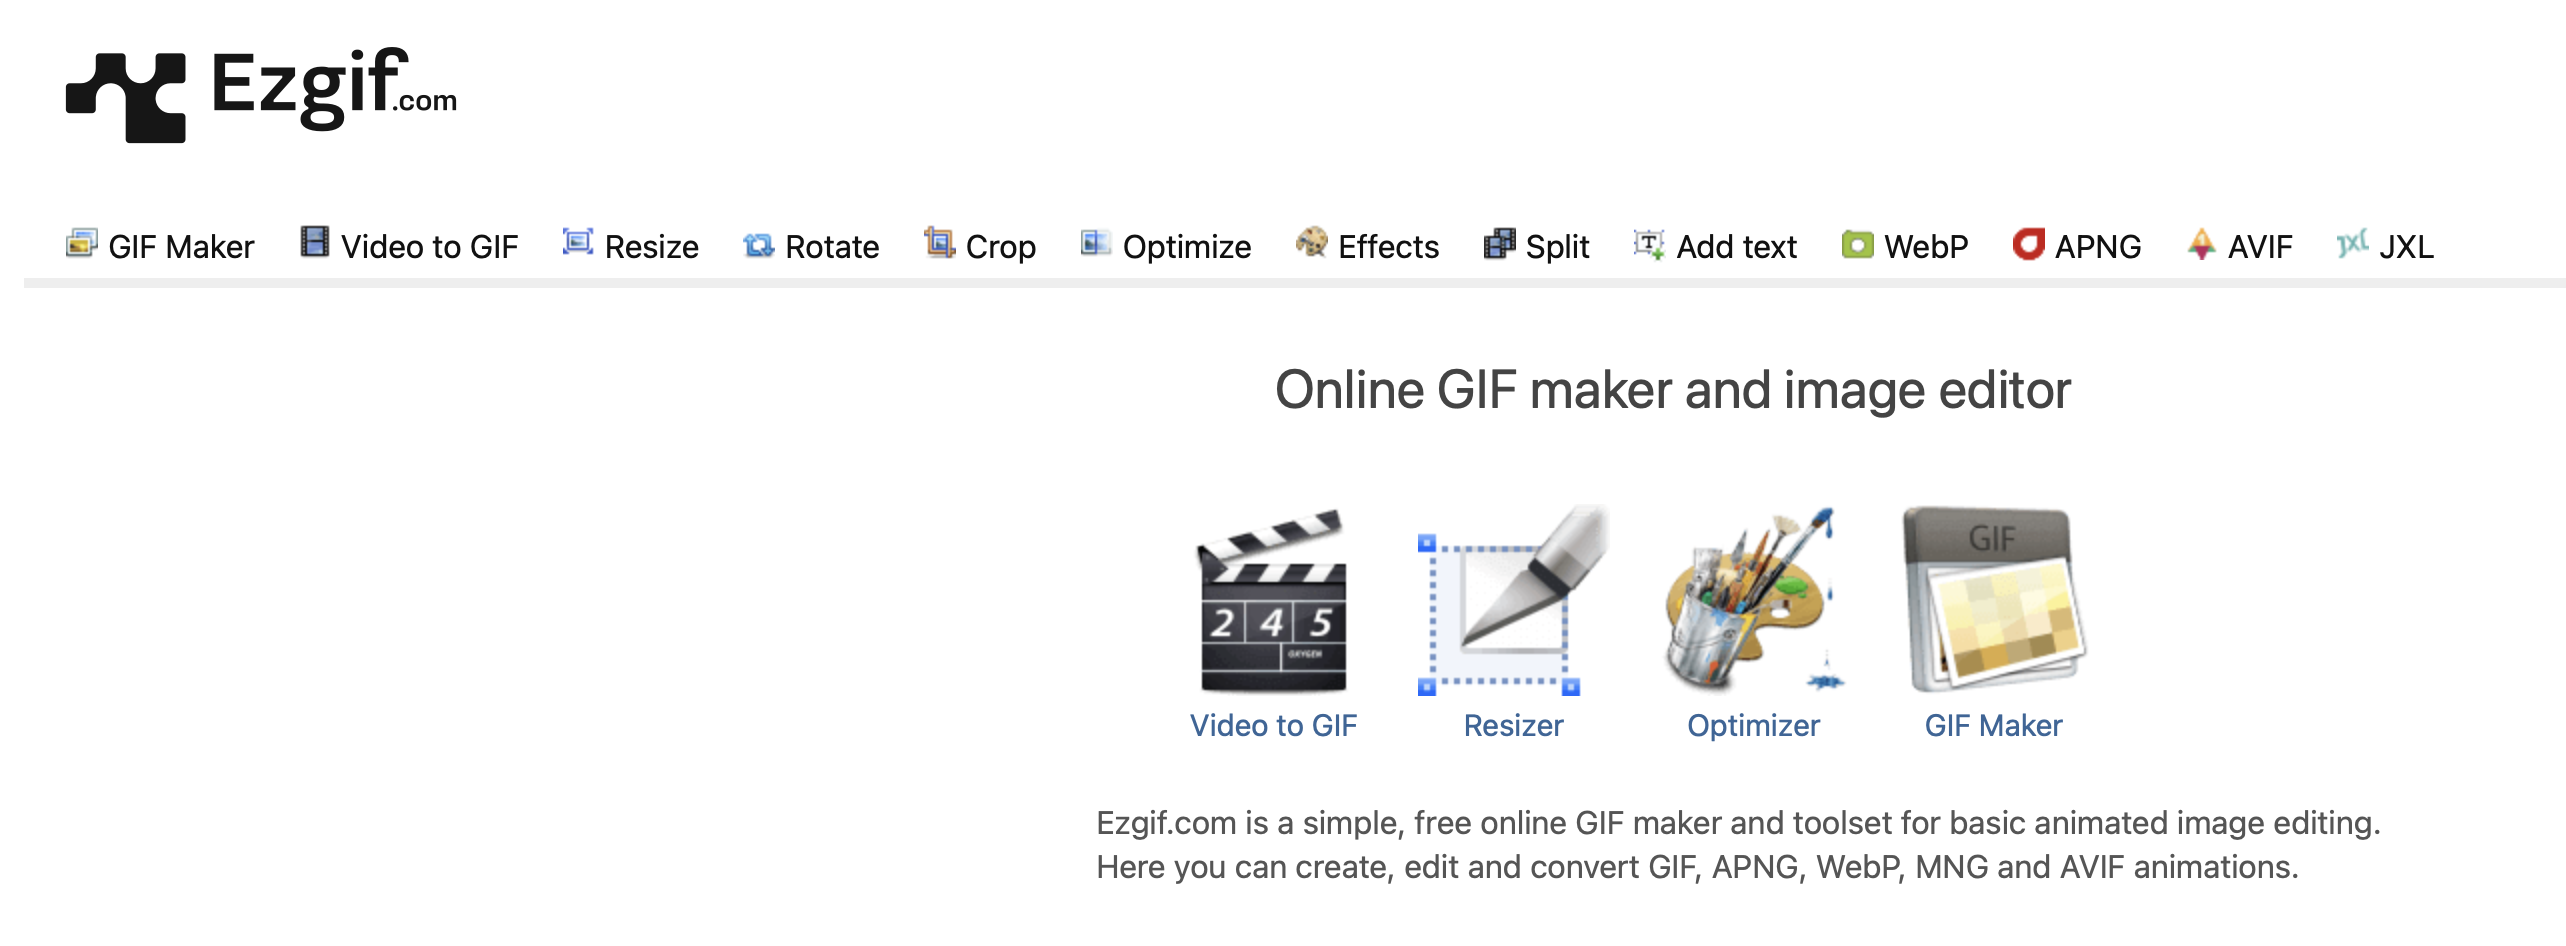 Ezgif.com
GIF Maker Video to GIF Resize Rotate Crop Optimize Effects Split Add text WebP APNG AVIF JXL
Online GIF maker and image editor
GIF
2 4 5
OXYGEN
Video to GIF Resizer Optimizer GIF Maker
Ezgif.com is a simple, free online GIF maker and toolset for basic animated image editing.
Here you can create, edit and convert GIF, APNG, WebP, MNG and AVIF animations.